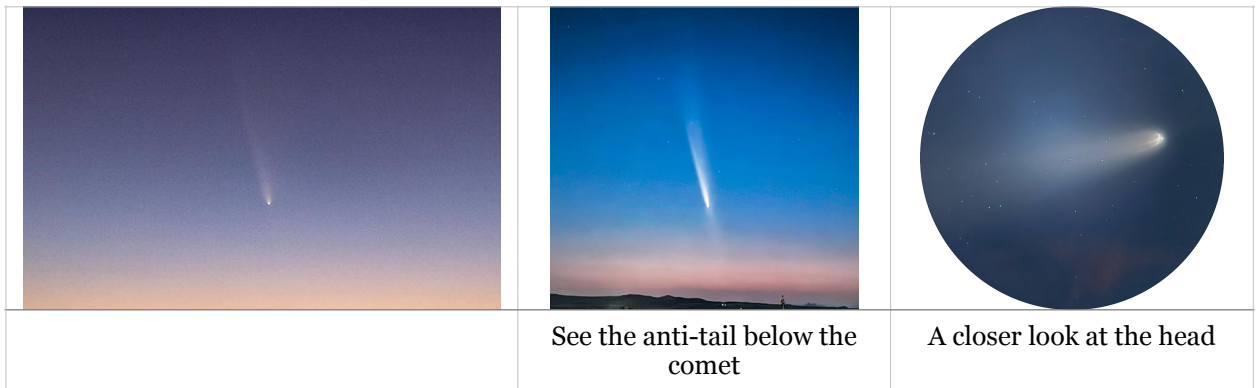 See the anti-tail below the
comet
A closer look at the head